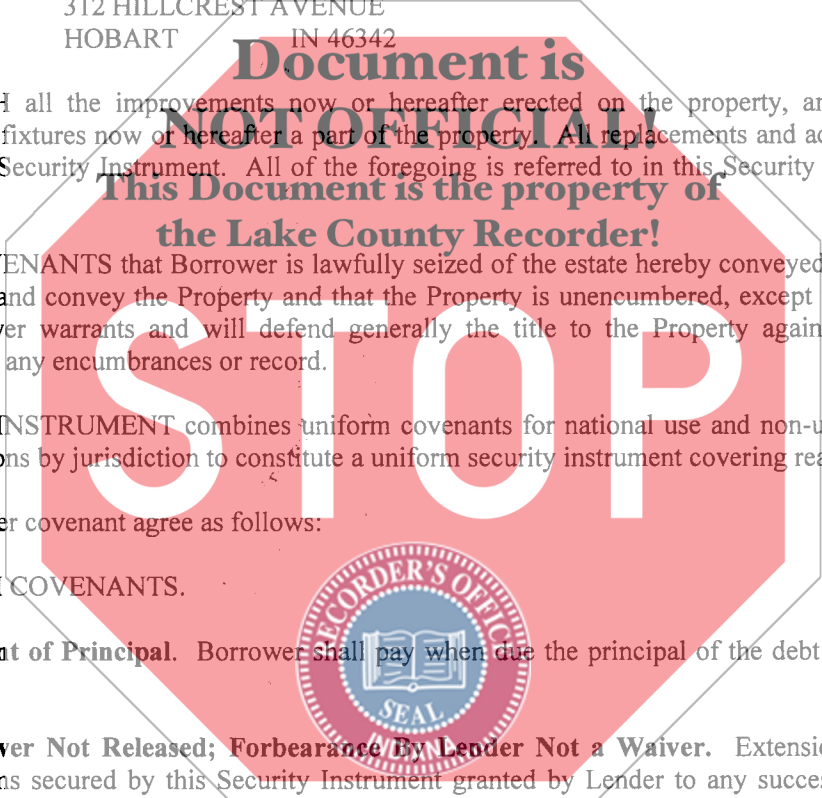 312 HILLCREST AVENUE
HOBART IN 46342
Document is
all the improvements now or hereafter erected on the property,
NOT OFFICIAL!
fixtures now or hereafter a part of the property. All replacements and
Security Instrument. All of the foregoing is referred to in this Security
This Document is the property of
the Lake County Recorder!
ENANTS that Borrower is lawfully seized of the estate hereby conveyed
and convey the Property and that the Property is unencumbered, except
er warrants and will defend generally the title to the Property again
any encumbrances or record.
STOP
INSTRUMENT combines uniform covenants for national use and non-u
ns by jurisdiction to constitute a uniform security instrument covering rea
er covenant agree as follows:
COVENANTS.
RECORDER'S OFFIC
t of Principal. Borrower shall pay when due the principal of the debt
SEAL
INDIANA
ver Not Released; Forbearance By Lender Not a Waiver. Extensi
ns secured by this Security Instrument granted by Lender to any succes